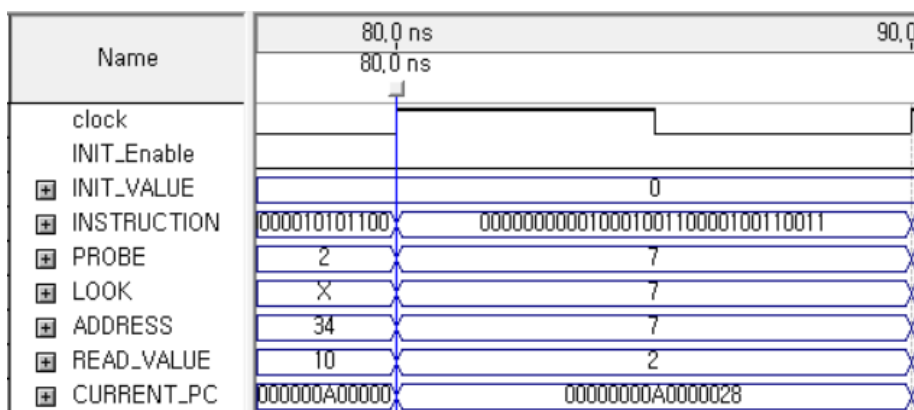 80,0 ns 90,0
Name 80,0 ns
clock
INIT_Enable
INIT_VALUE 0
INSTRUCTION 000010101100 00000000001000100110000100110011
PROBE 2 7
LOOK X 7
ADDRESS 34 7
READ_VALUE 10 2
CURRENT_PC 000000A00000 00000000A0000028